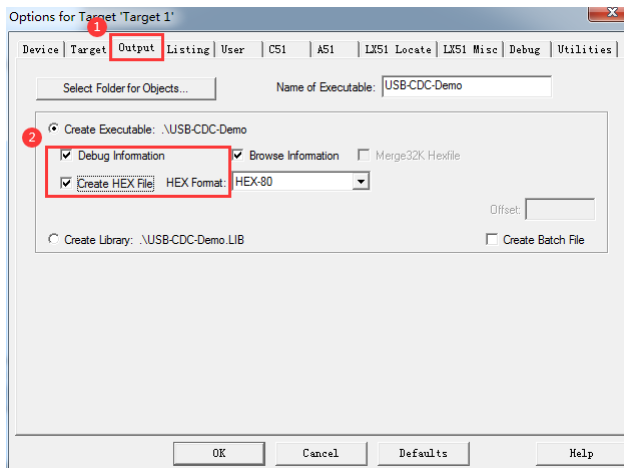 Options for Target 'Target 1'
1
Device Target Output Listing User C51 A51 LX51 Locate LX51 Misc Debug Utilities
Select Folder for Objects... Name of Executable: USB-CDC-Demo
Create Executable: .\USB-CDC-Demo
2
Debug Information Browse Information Merge32K Hexfile
Create HEX File HEX Format: HEX-80
Offset:
Create Library: .\USB-CDC-Demo.LIB Create Batch File
OK Cancel Defaults Help